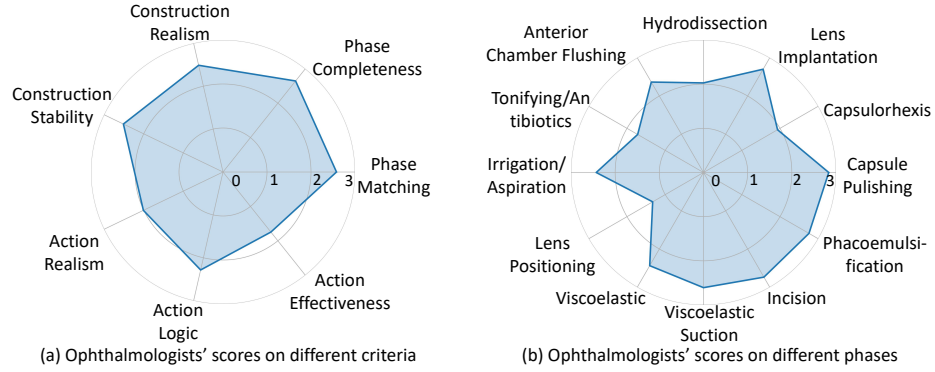 Construction
Realism
Phase
Completeness
Construction
Stability
Phase
Matching
0 1 2 3
Action
Realism
Action
Effectiveness
Action
Logic
(a) Ophthalmologists' scores on different criteria
Hydrodissection
Anterior
Chamber Flushing
Lens
Implantation
Tonifying/An
tibiotics
Capsulorhexis
Irrigation/
Aspiration
Capsule
Pulishing
0 1 2 3
Lens
Positioning
Phacoemulsi-
ification
Viscoelastic
Incision
Viscoelastic
Suction
(b) Ophthalmologists' scores on different phases